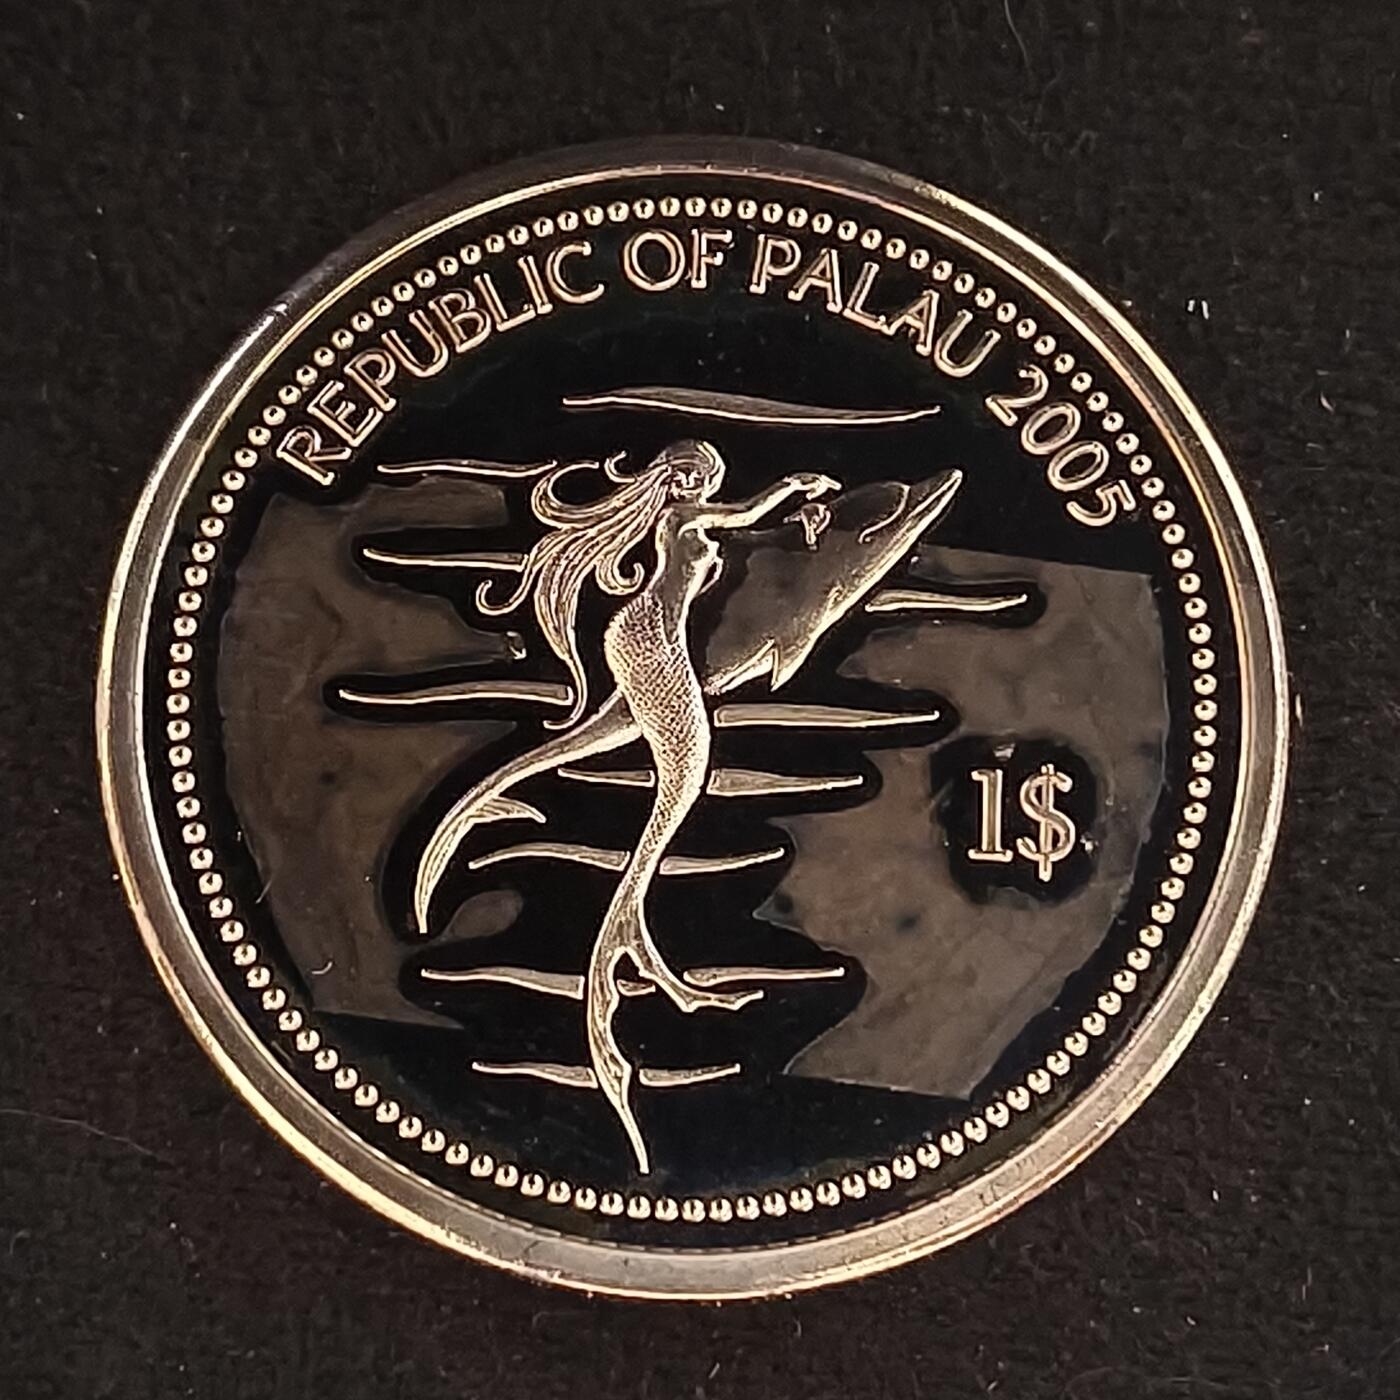 REPUBLIC OF PALAU 2005
1$